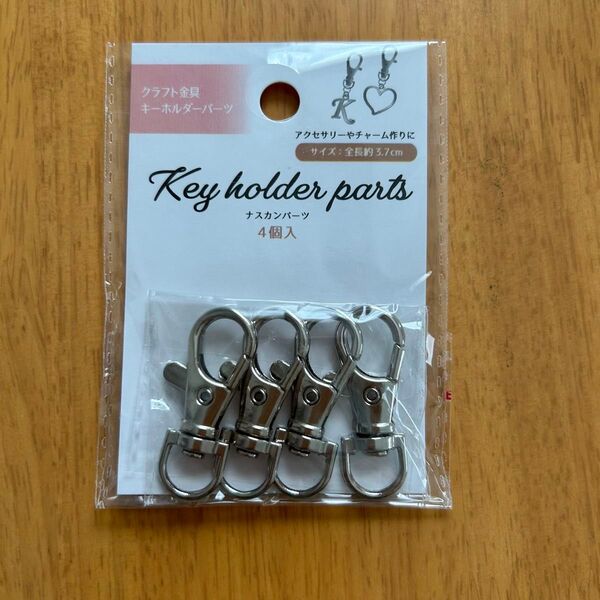 クラフト金具
キーホルダーパーツ
K
アクセサリーやチャーム作りに
サイズ：全長約3.7cm
Key holder parts
ナスカンパーツ
4個入